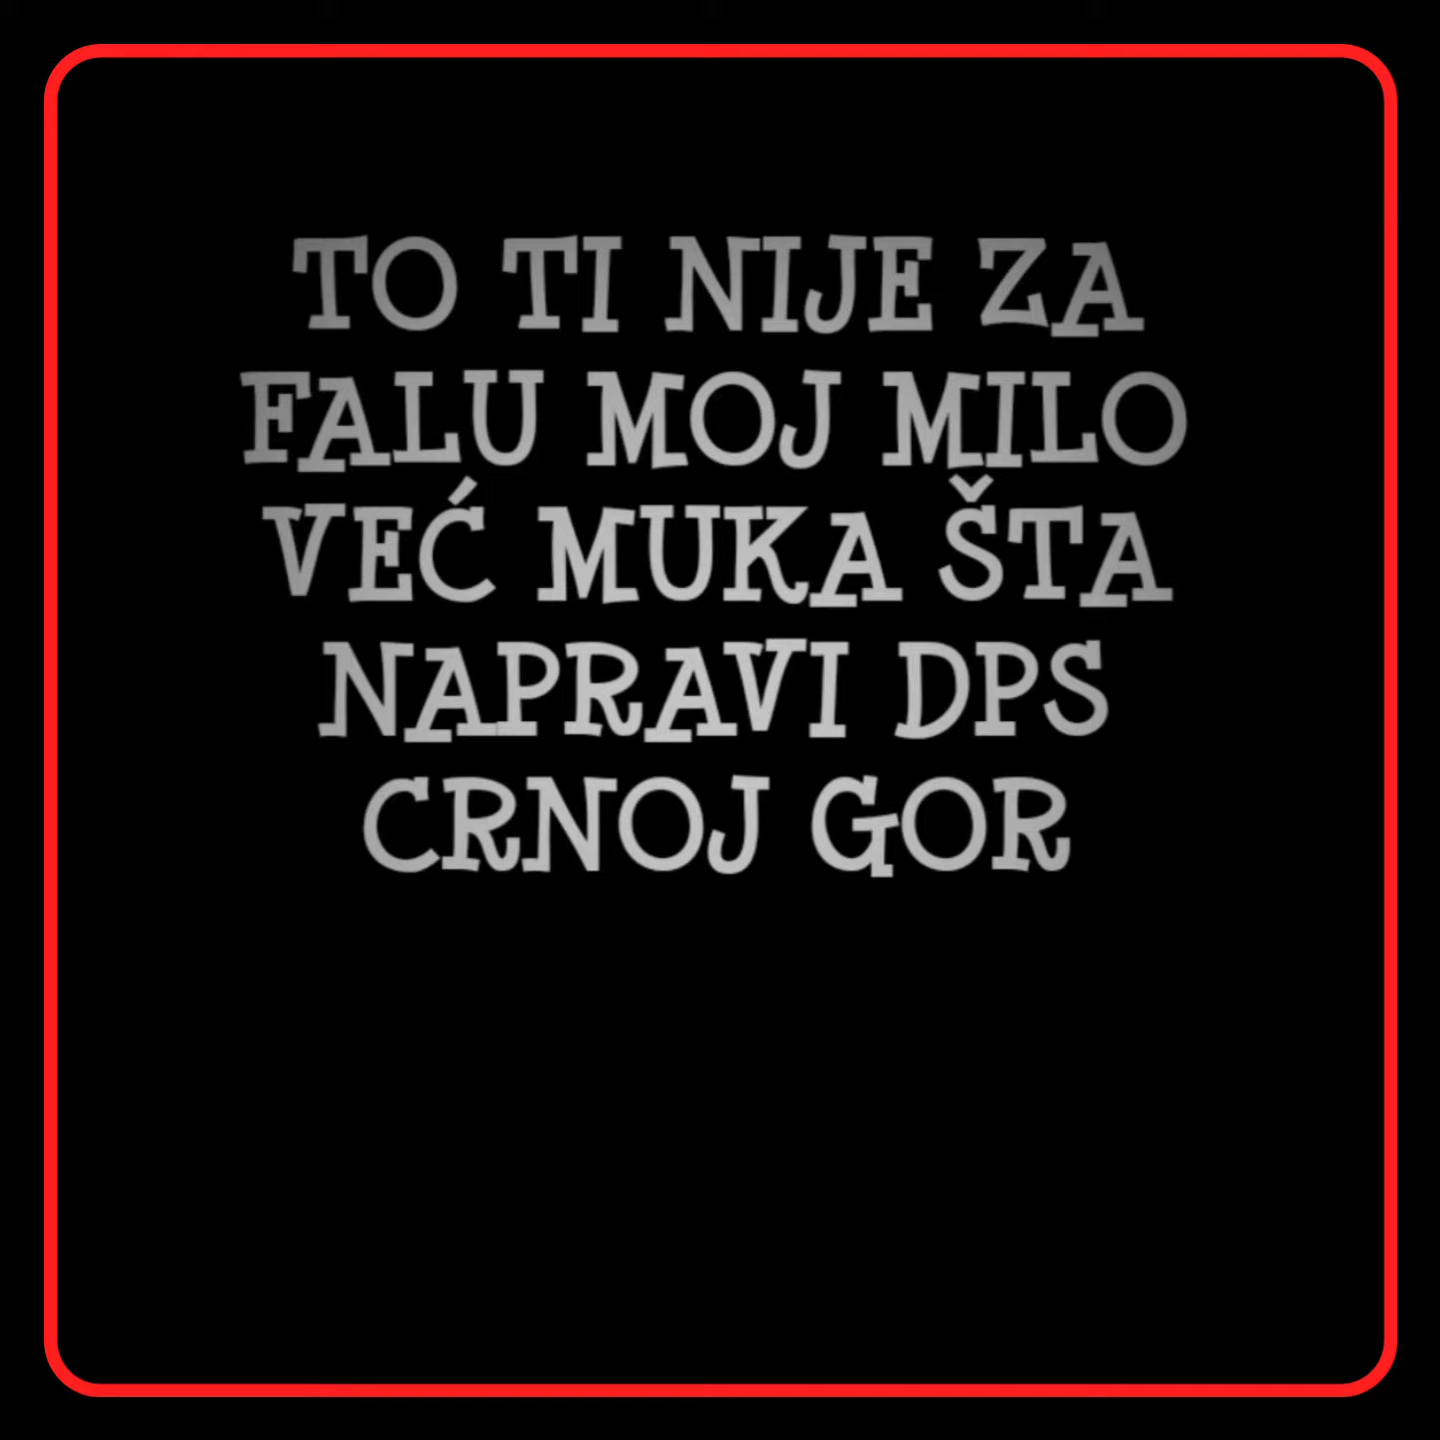 TO TI NIJE ZA
FALU MOJ MILO
VEĆ MUKA ŠTA
NAPRAVI DPS
CRNOJ GOR